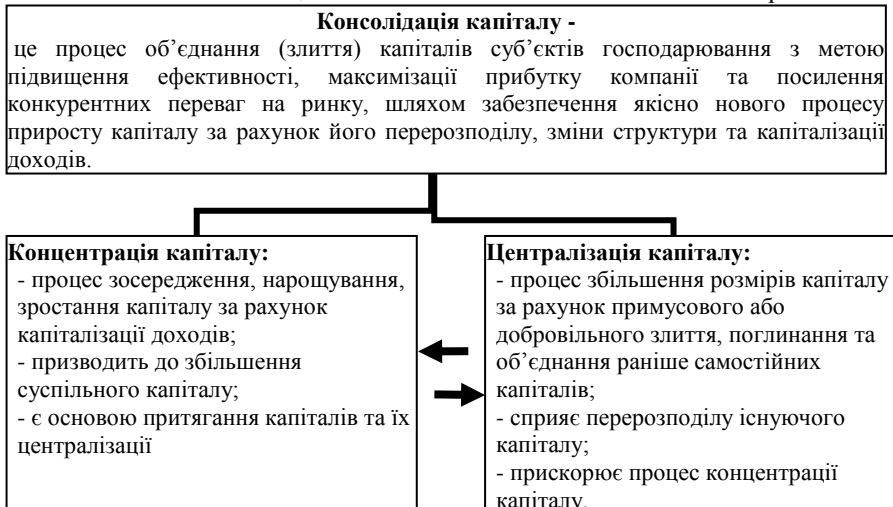 Консолідація капіталу -
це процес об’єднання (злиття) капіталів суб’єктів господарювання з метою
підвищення ефективності, максимізації прибутку компанії та посилення
конкурентних переваг на ринку, шляхом забезпечення якісно нового процесу
приросту капіталу за рахунок його перерозподілу, зміни структури та капіталізації
доходів.
Концентрація капіталу:
- процес зосередження, нарощування,
зростання капіталу за рахунок
капіталізації доходів;
- призводить до збільшення
суспільного капіталу;
- є основою притягання капіталів та їх
централізації
Централізація капіталу:
- процес збільшення розмірів капіталу
за рахунок примусового або
добровільного злиття, поглинання та
об’єднання раніше самостійних
капіталів;
- сприяє перерозподілу існуючого
капіталу;
- прискорює процес концентрації
капіталу.